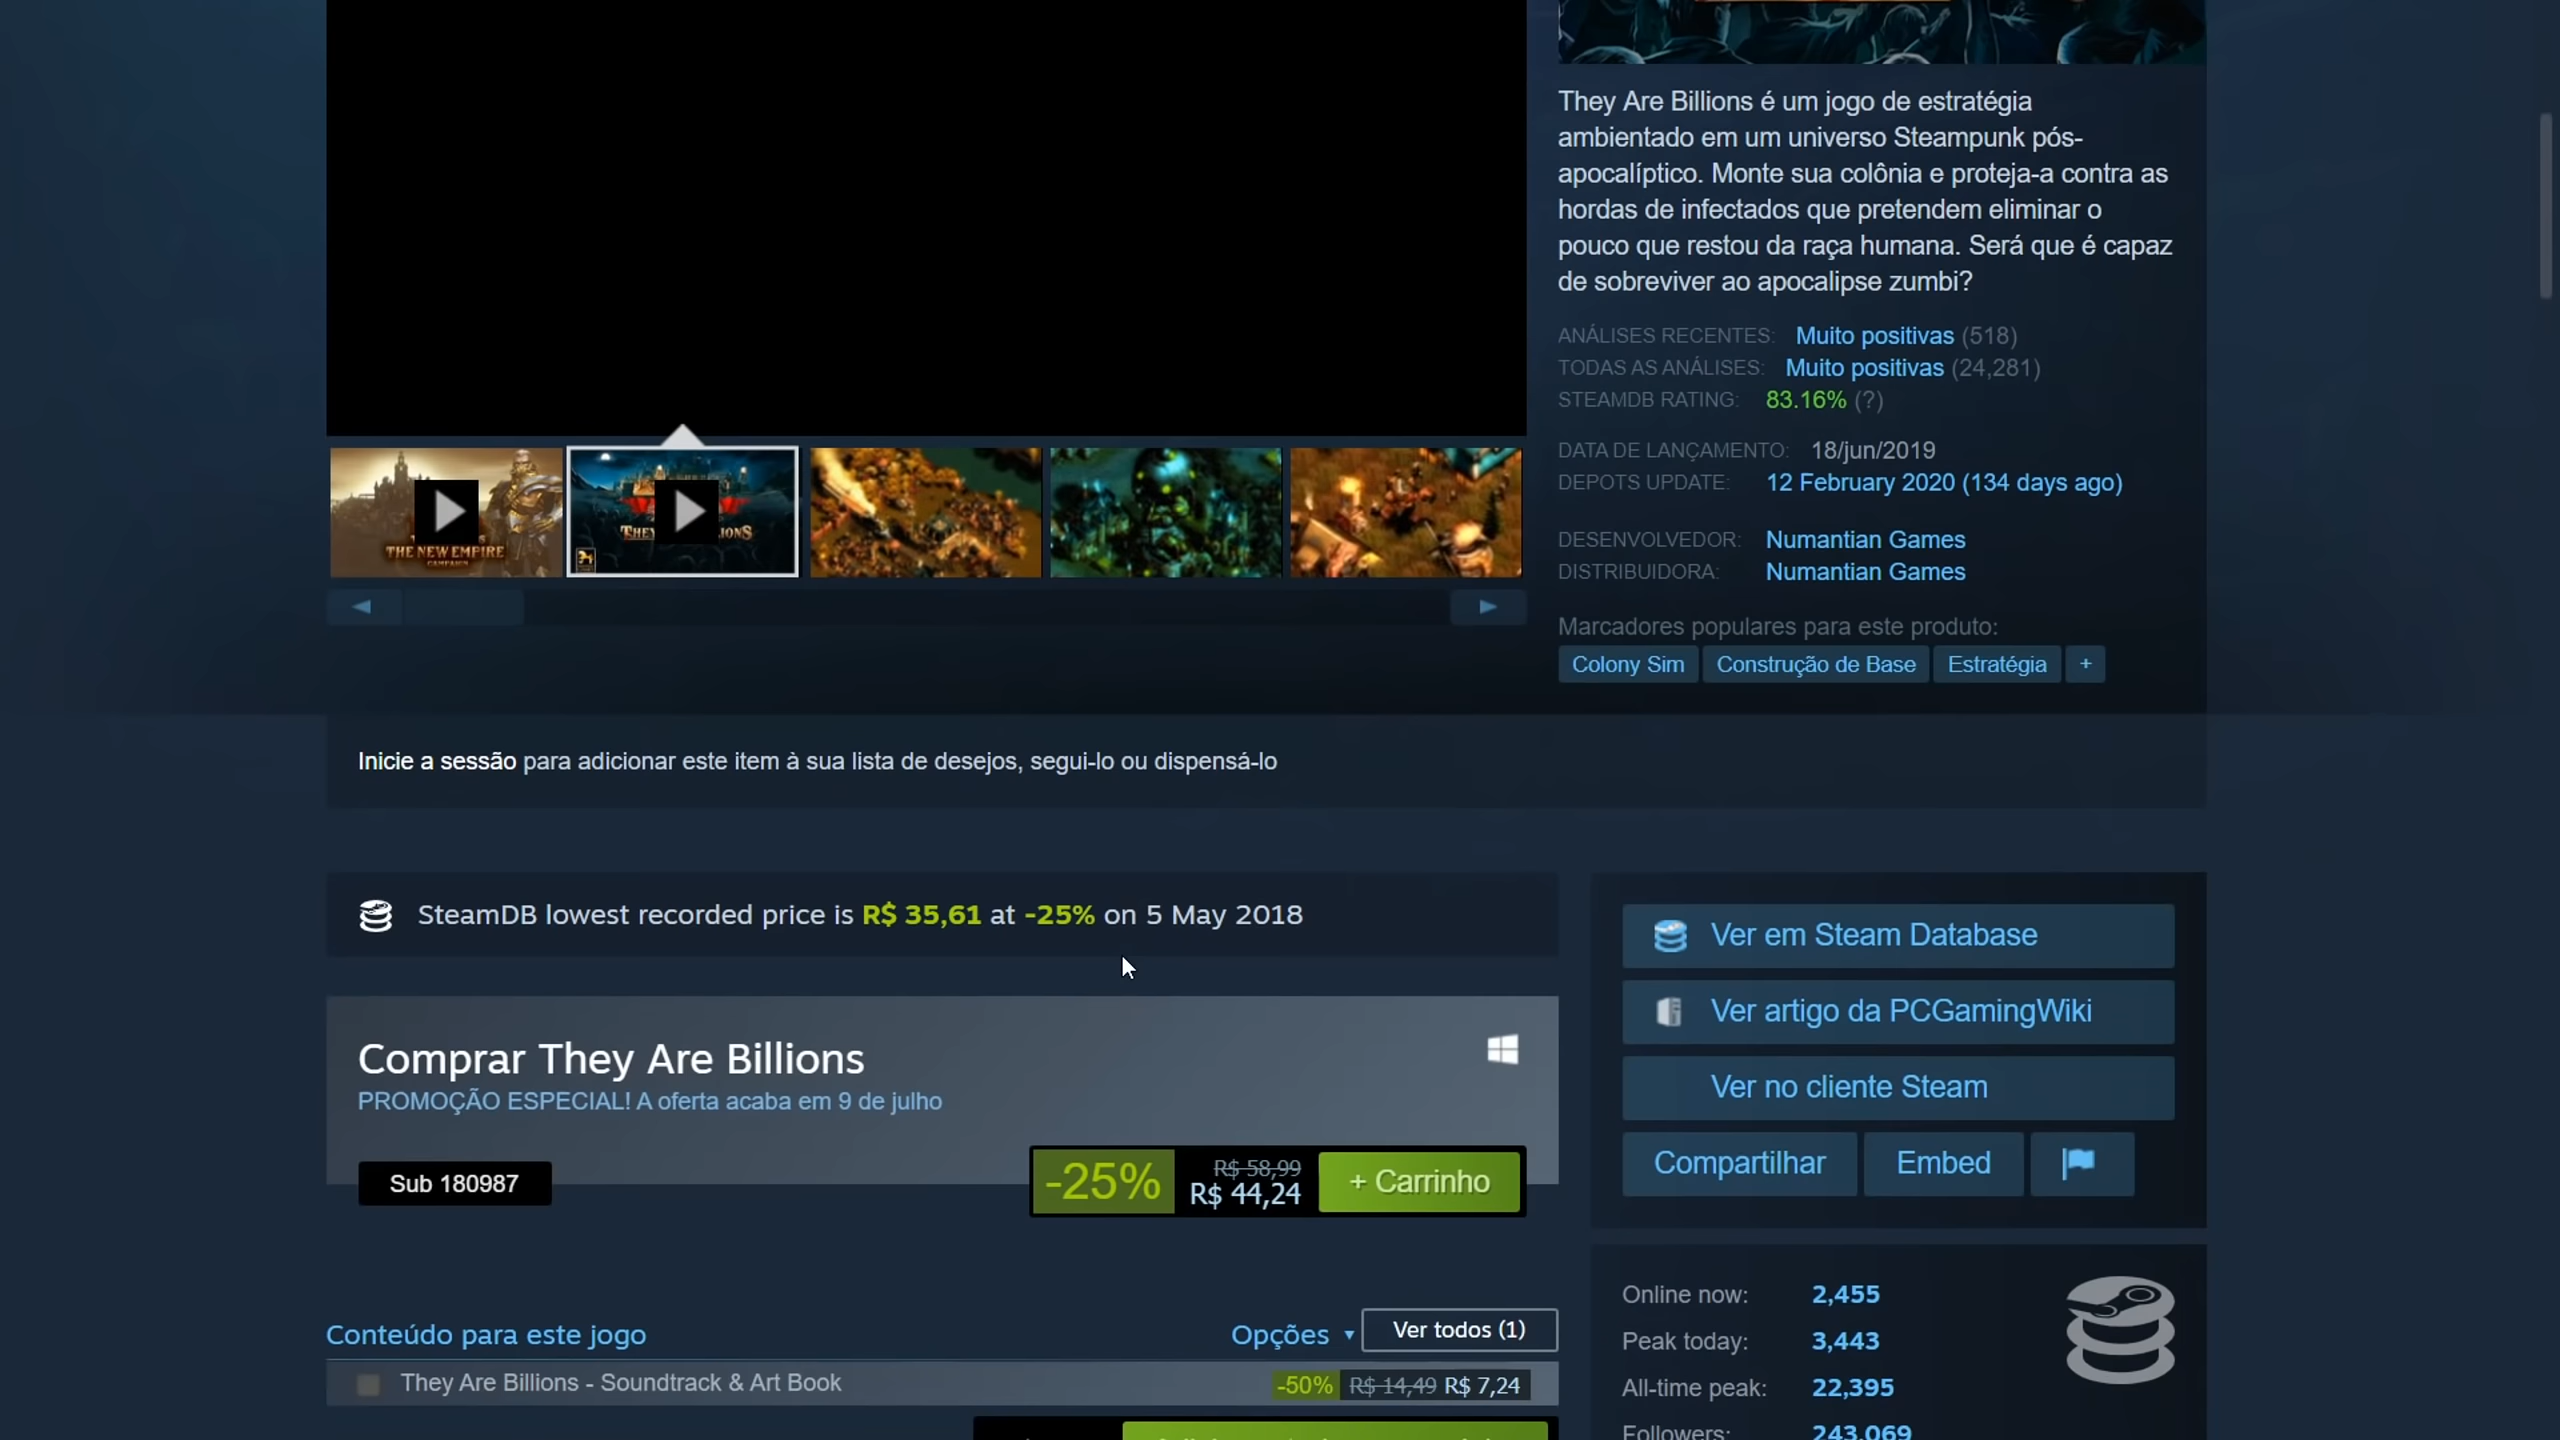 They Are Billions é um jogo de estratégia
ambientado em um universo Steampunk pós-
apocalíptico. Monte sua colônia e proteja-a contra as
hordas de infectados que pretendem eliminar o
pouco que restou da raça humana. Será que é capaz
de sobreviver ao apocalipse zumbi?
ANÁLISES RECENTES: Muito positivas (518)
TODAS AS ANÁLISES: Muito positivas (24,281)
STEAMDB RATING: 83.16% (?)
DATA DE LANÇAMENTO: 18/jun/2019
DEPOTS UPDATE: 12 February 2020 (134 days ago)
DESENVOLVEDOR: Numantian Games
DISTRIBUIDORA: Numantian Games
Marcadores populares para este produto:
Colony Sim Construção de Base Estratégia +
THE NEW EMPIRE
CAMPAIGN
Inicie a sessão para adicionar este item à sua lista de desejos, segui-lo ou dispensá-lo
SteamDB lowest recorded price is R$ 35,61 at -25% on 5 May 2018
Comprar They Are Billions
PROMOÇÃO ESPECIAL! A oferta acaba em 9 de julho
Sub 180987
-25% R$ 58,99
R$ 44,24
+ Carrinho
Conteúdo para este jogo
Opções
Ver todos (1)
They Are Billions - Soundtrack & Art Book
-50% R$ 14,49 R$ 7,24
Ver em Steam Database
Ver artigo da PCGamingWiki
Ver no cliente Steam
Compartilhar Embed
Online now: 2,455
Peak today: 3,443
All-time peak: 22,395
Followers: 243,069